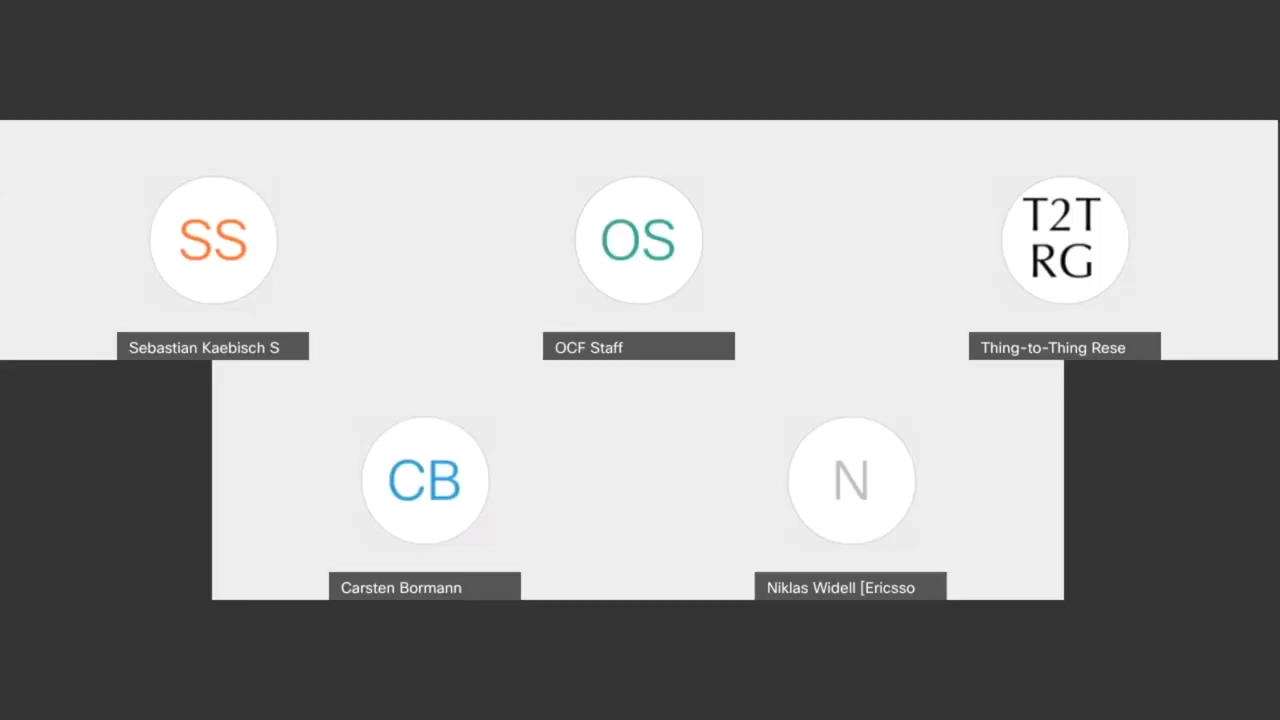 SS
OS
T2T
RG
Sebastian Kaebisch S
OCF Staff
Thing-to-Thing Rese
CB
N
Carsten Bormann
Niklas Widell [Ericsso